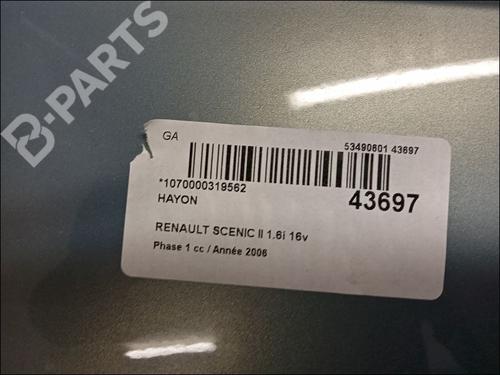 B-PARTS
GA
53490601 43697
*1070000319562
HAYON
43697
RENAULT SCENIC II 1.6i 16v
Phase 1 cc / Année 2006